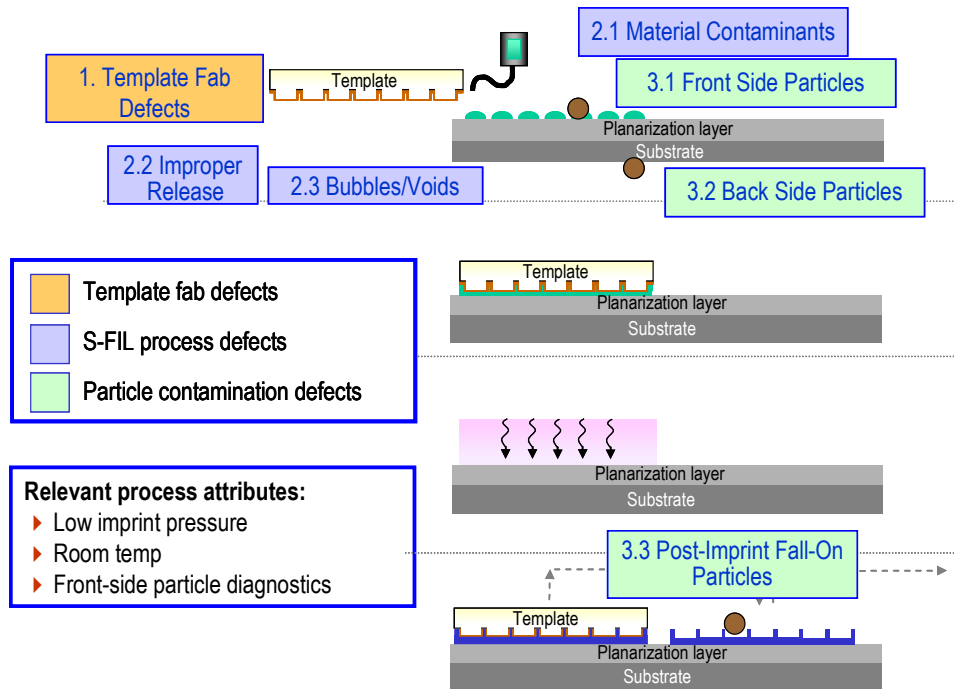 2.1 Material Contaminants
1. Template Fab
Defects
Template
3.1 Front Side Particles
Planarization layer
Substrate
2.2 Improper
Release
2.3 Bubbles/Voids
3.2 Back Side Particles
Template fab defects
S-FIL process defects
Particle contamination defects
Template
Planarization layer
Substrate
Planarization layer
Substrate
Relevant process attributes:
Low imprint pressure
Room temp
Front-side particle diagnostics
3.3 Post-Imprint Fall-On
Particles
Template
Planarization layer
Substrate